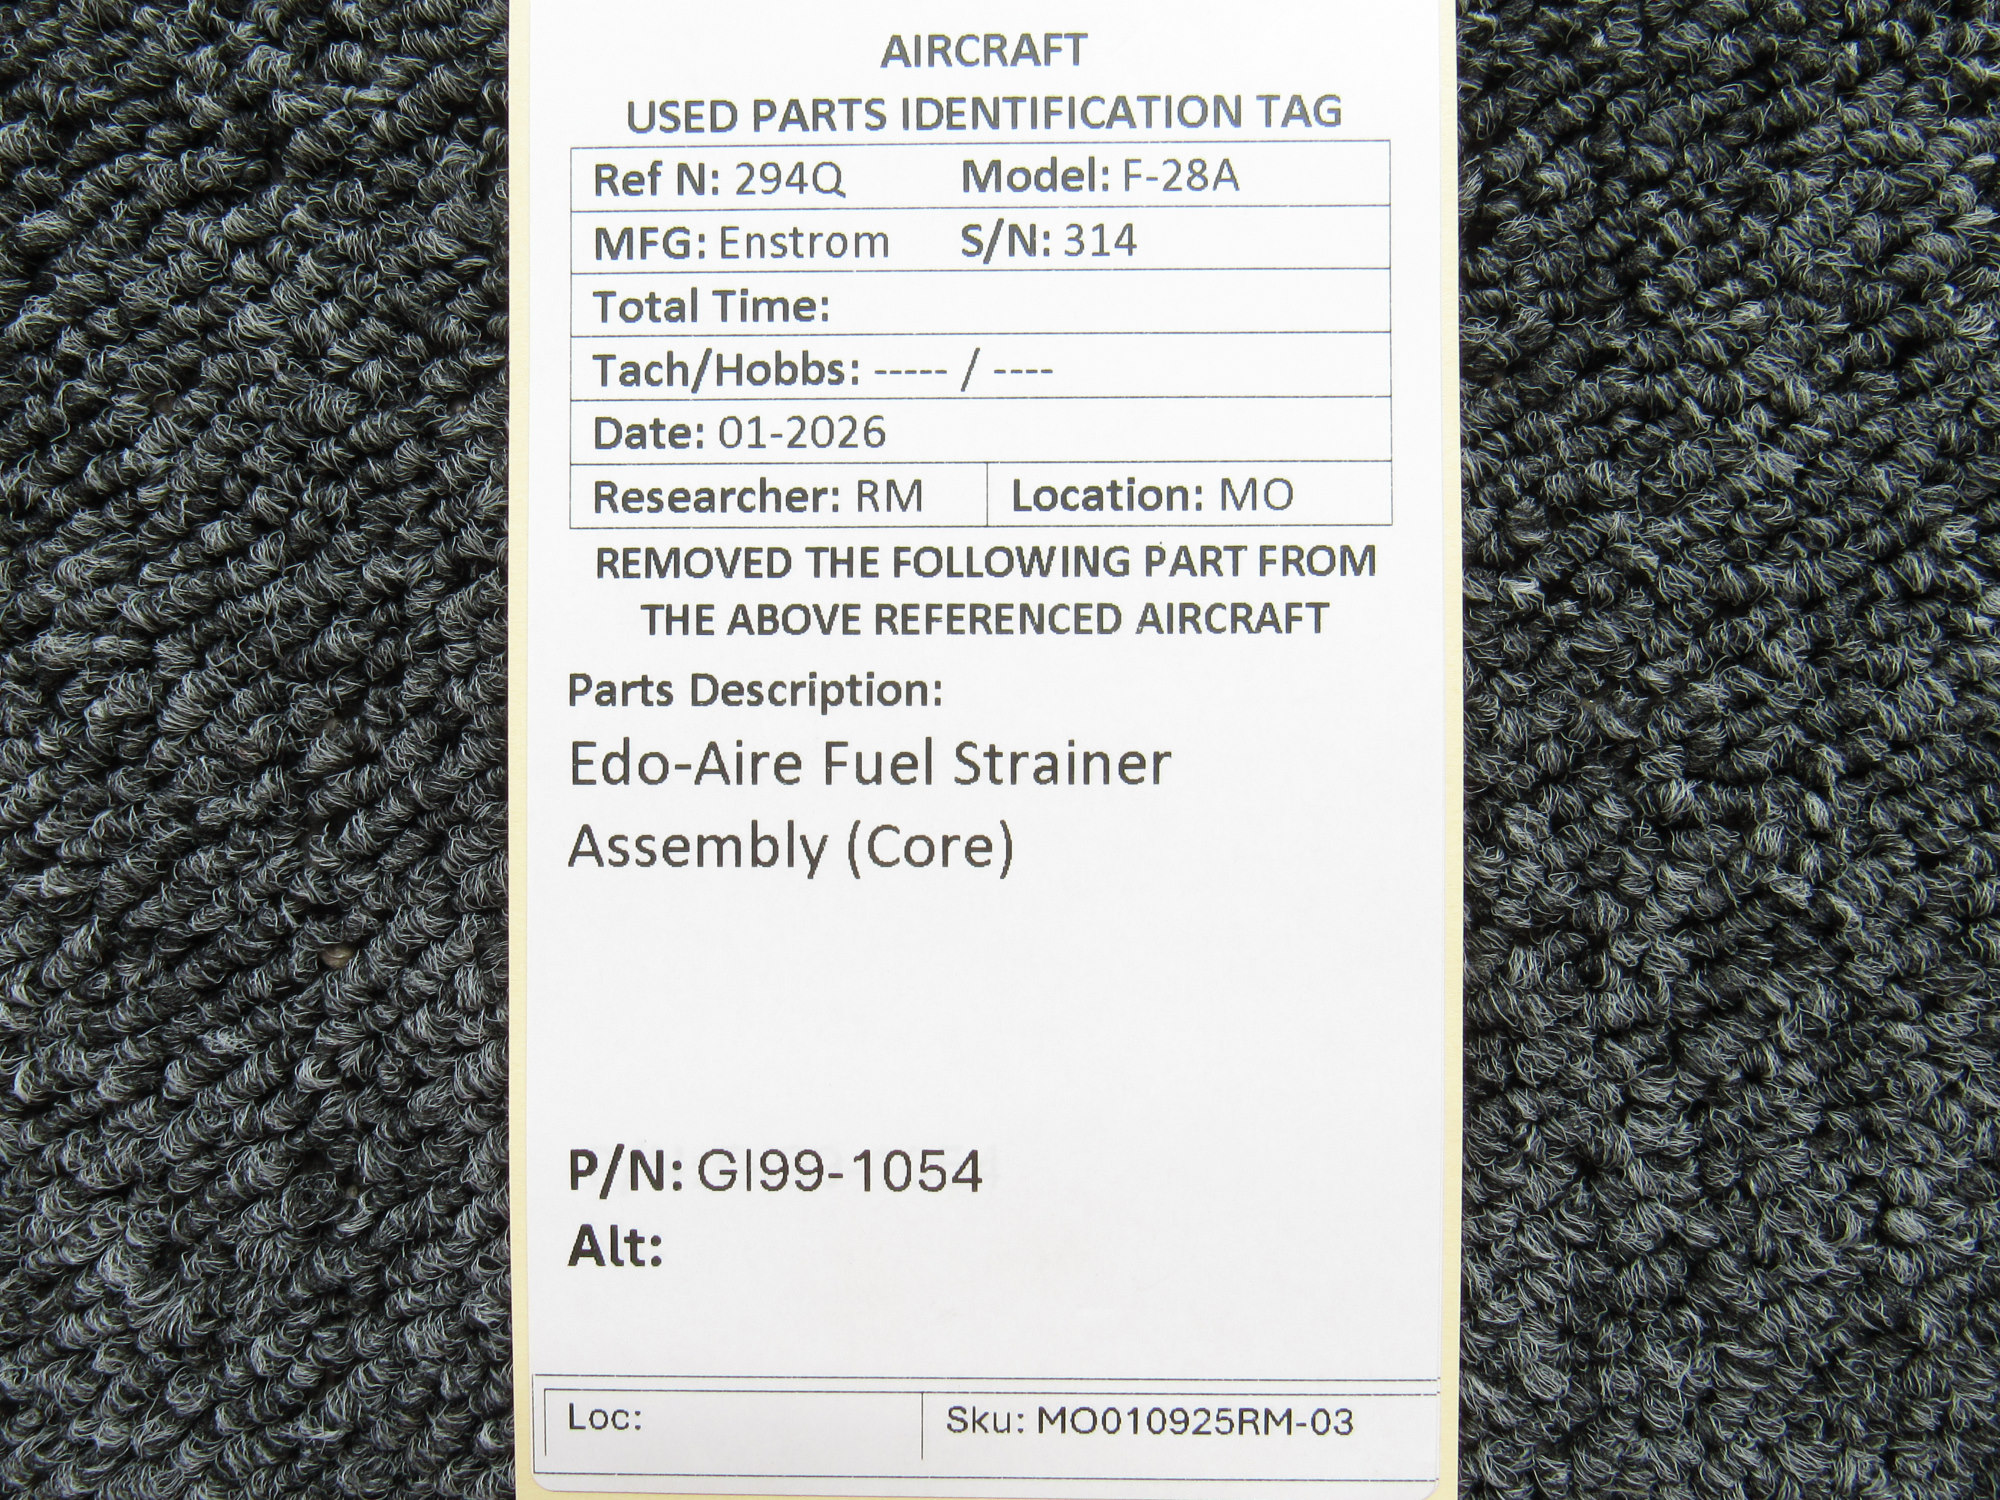 AIRCRAFT
USED PARTS IDENTIFICATION TAG
Ref N: 294Q Model: F-28A
MFG: Enstrom S/N: 314
Total Time:
Tach/Hobbs: ----- / ----
Date: 01-2026
Researcher: RM Location: MO
REMOVED THE FOLLOWING PART FROM
THE ABOVE REFERENCED AIRCRAFT
Parts Description:
Edo-Aire Fuel Strainer
Assembly (Core)
P/N: GI99-1054
Alt:
Loc: Sku: MO010925RM-03